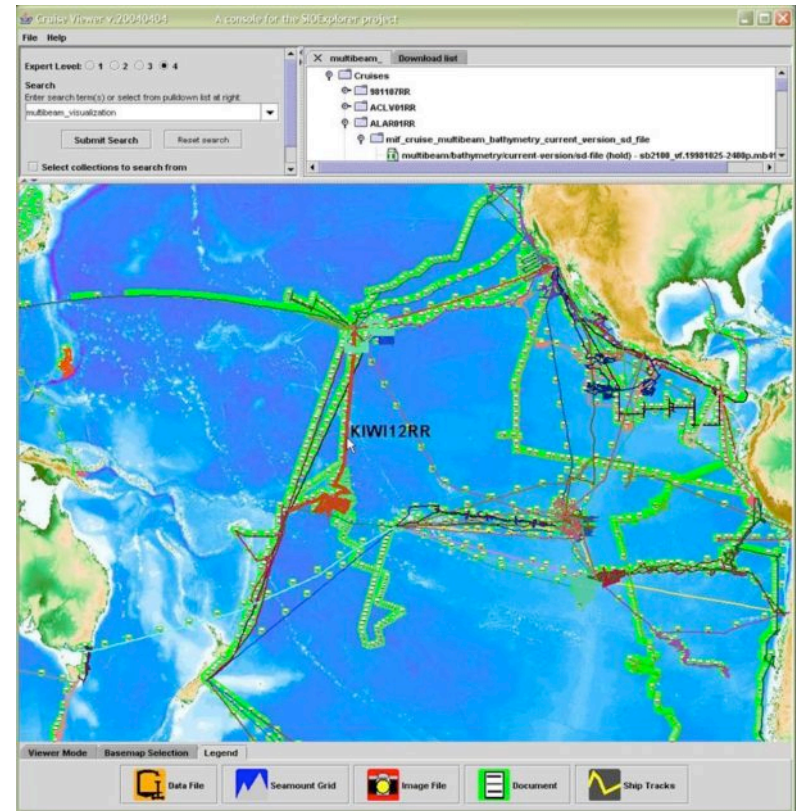 Cruise Viewer v.20040404 A console for the SIOExplorer project
File Help
Expert Level: 1 2 3 4
Search
Enter search term(s) or select from pulldown list at right:
multibeam_visualization
Submit Search Reset search
Select collections to search from
X multibeam_ Download list
Cruises
981107RR
ACLV01RR
ALAR01RR
mif_cruise_multibeam_bathymetry_current_version_sd_file
multibeam/bathymetry/current-version/sd-file (hold) - sb2100_vf.19981025-2400p.mb41
KIWI12RR
Viewer Mode Basemap Selection Legend
Data File Seamount Grid Image File Document Ship Tracks